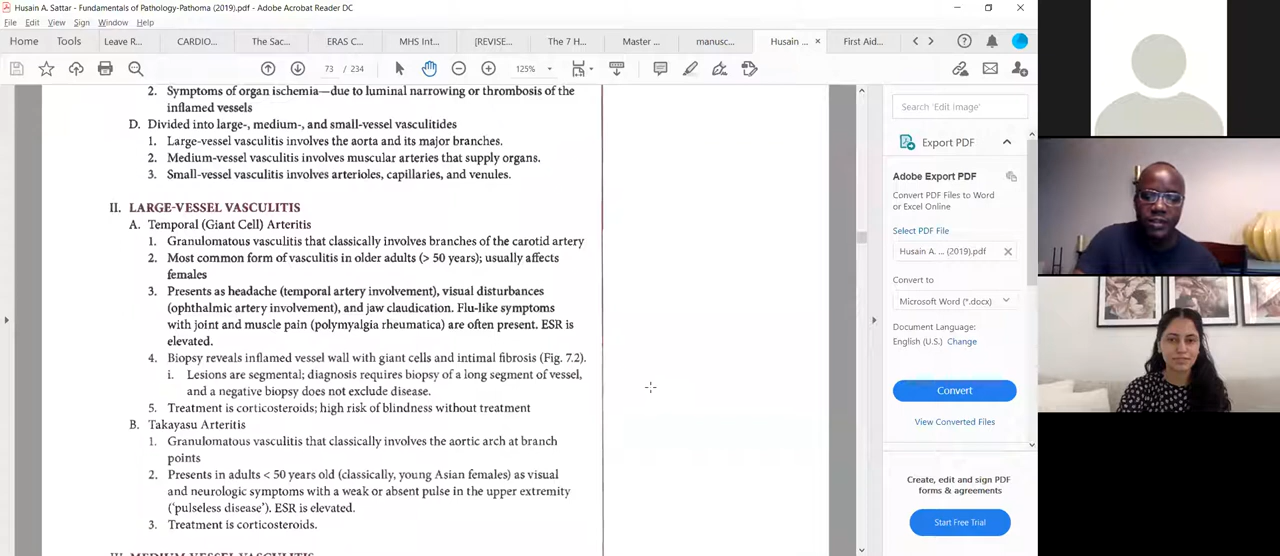 Husain A. Sattar - Fundamentals of Pathology-Pathoma (2019).pdf - Adobe Acrobat Reader DC
File Edit View Sign Window Help
Home Tools Leave R... CARDIO... The Sac... ERAS C... MHS Int... [REVISE... The 7 H... Master ... manusc... Husain ... × First Aid...
73 / 234 125%
2. Symptoms of organ ischemia—due to luminal narrowing or thrombosis of the
inflamed vessels
D. Divided into large-, medium-, and small-vessel vasculitides
1. Large-vessel vasculitis involves the aorta and its major branches.
2. Medium-vessel vasculitis involves muscular arteries that supply organs.
3. Small-vessel vasculitis involves arterioles, capillaries, and venules.
II. LARGE-VESSEL VASCULITIS
A. Temporal (Giant Cell) Arteritis
1. Granulomatous vasculitis that classically involves branches of the carotid artery
2. Most common form of vasculitis in older adults (> 50 years); usually affects
females
3. Presents as headache (temporal artery involvement), visual disturbances
(ophthalmic artery involvement), and jaw claudication. Flu-like symptoms
with joint and muscle pain (polymyalgia rheumatica) are often present. ESR is
elevated.
4. Biopsy reveals inflamed vessel wall with giant cells and intimal fibrosis (Fig. 7.2).
i. Lesions are segmental; diagnosis requires biopsy of a long segment of vessel,
and a negative biopsy does not exclude disease.
5. Treatment is corticosteroids; high risk of blindness without treatment
B. Takayasu Arteritis
1. Granulomatous vasculitis that classically involves the aortic arch at branch
points
2. Presents in adults < 50 years old (classically, young Asian females) as visual
and neurologic symptoms with a weak or absent pulse in the upper extremity
('pulseless disease'). ESR is elevated.
3. Treatment is corticosteroids.
III. MEDIUM-VESSEL VASCULITIS
Search 'Edit Image'
Export PDF
Adobe Export PDF
Convert PDF Files to Word
or Excel Online
Select PDF File
Husain A. ... (2019).pdf
Convert to
Microsoft Word (*.docx)
Document Language:
English (U.S.) Change
Convert
View Converted Files
Create, edit and sign PDF
forms & agreements
Start Free Trial